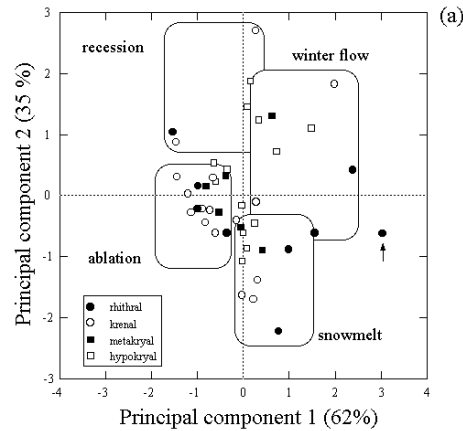 (a)
3
recession
winter flow
2
1
0
-1
-2
-3
Principal component 2 (35 %)
ablation
snowmelt
rhithral
krenal
metakryal
hypokryal
-4 -3 -2 -1 0 1 2 3 4
Principal component 1 (62%)